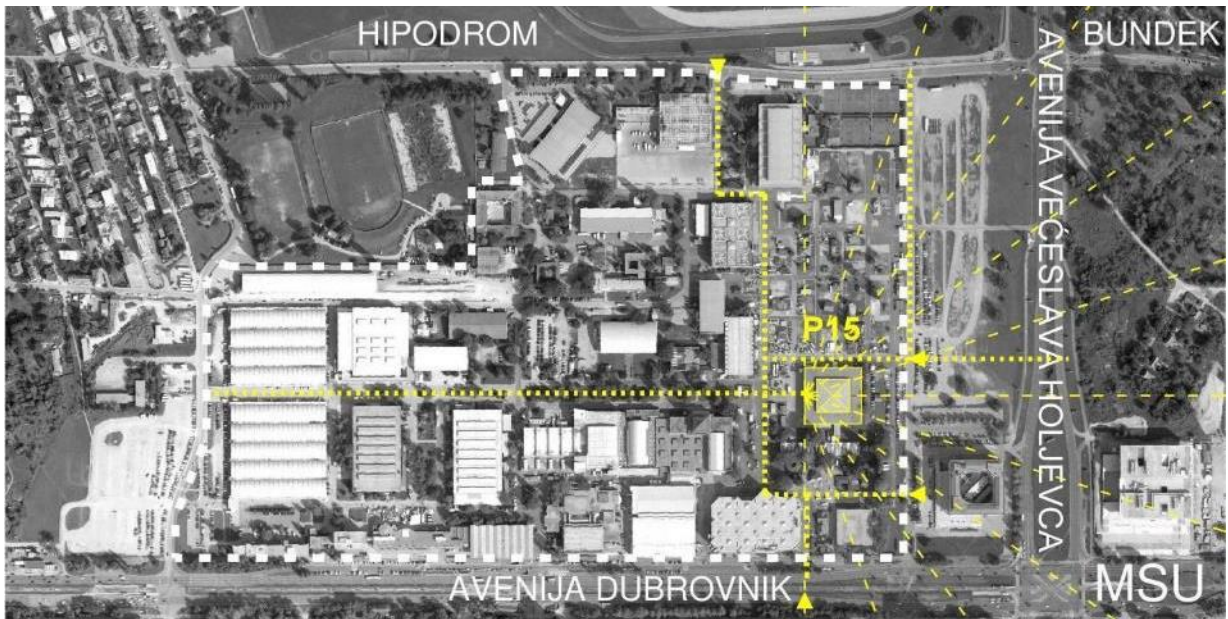 HIPODROM
BUNDEK
AVENIJA VEĆESLAVA HOLJEVCA
P15
AVENIJA DUBROVNIK
MSU